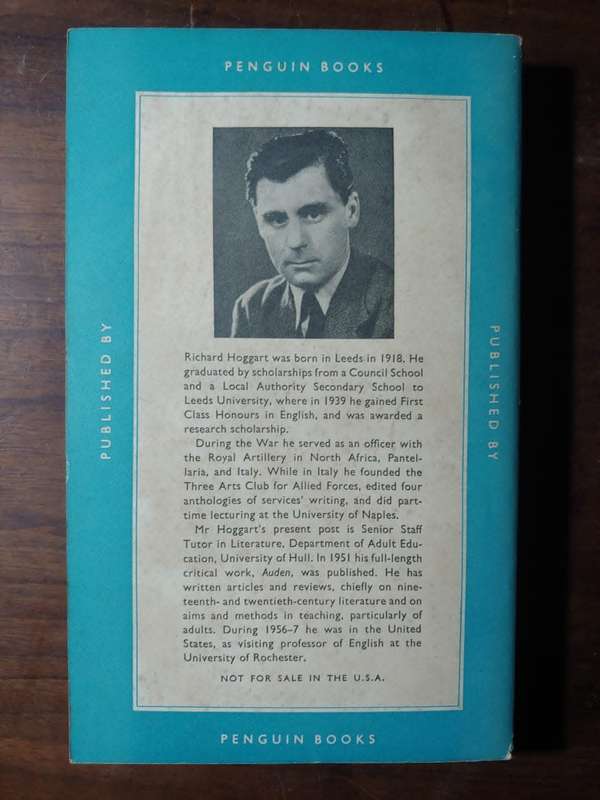 PENGUIN BOOKS
PUBLISHED BY
PUBLISHED BY
Richard Hoggart was born in Leeds in 1918. He
graduated by scholarships from a Council School
and a Local Authority Secondary School to
Leeds University, where in 1939 he gained First
Class Honours in English, and was awarded a
research scholarship.
During the War he served as an officer with
the Royal Artillery in North Africa, Pantel-
laria, and Italy. While in Italy he founded the
Three Arts Club for Allied Forces, edited four
anthologies of services' writing, and did part-
time lecturing at the University of Naples.
Mr Hoggart's present post is Senior Staff
Tutor in Literature, Department of Adult Edu-
cation, University of Hull. In 1951 his full-length
critical work, Auden, was published. He has
written articles and reviews, chiefly on nine-
teenth- and twentieth-century literature and on
aims and methods in teaching, particularly of
adults. During 1956–7 he was in the United
States, as visiting professor of English at the
University of Rochester.
NOT FOR SALE IN THE U.S.A.
PENGUIN BOOKS